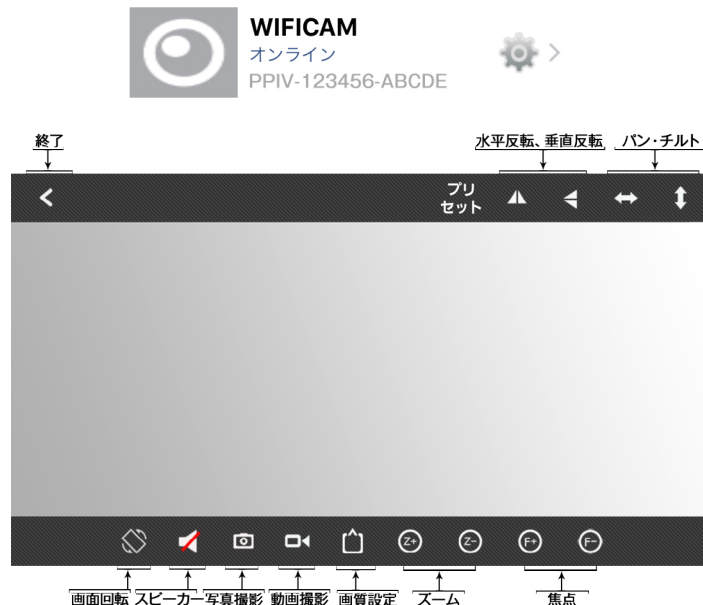 WIFICAM
オンライン
PPIV-123456-ABCDE
終了
水平反転、垂直反転
パン・チルト
プリ
セット
Z+
Z-
F+
F-
画面回転
スピーカー
写真撮影
動画撮影
画質設定
ズーム
焦点